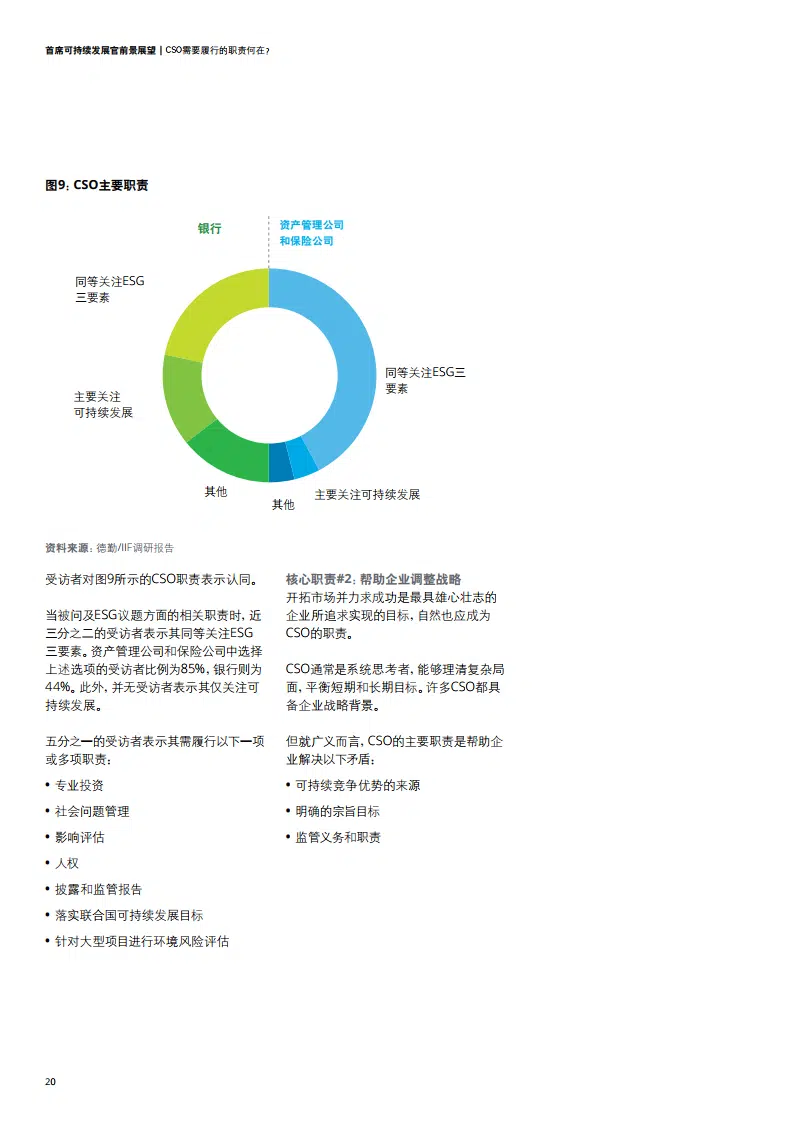 首席可持续发展官前景展望 | CSO需要履行的职责何在？
图9：CSO主要职责
银行
资产管理公司
和保险公司
同等关注ESG
三要素
主要关注
可持续发展
其他
其他
主要关注可持续发展
同等关注ESG三
要素
资料来源：德勤/IIF调研报告
受访者对图9所示的CSO职责表示认同。
当被问及ESG议题方面的相关职责时，近
三分之二的受访者表示其同等关注ESG
三要素。资产管理公司和保险公司中选择
上述选项的受访者比例为85%，银行则为
44%。此外，并无受访者表示其仅关注可
持续发展。
五分之一的受访者表示其需履行以下一项
或多项职责：
• 专业投资
• 社会问题管理
• 影响评估
• 人权
• 披露和监管报告
• 落实联合国可持续发展目标
• 针对大型项目进行环境风险评估
核心职责#2：帮助企业调整战略
开拓市场并力求成功是最具雄心壮志的
企业所追求实现的目标，自然也应成为
CSO的职责。
CSO通常是系统思考者，能够理清复杂局
面，平衡短期和长期目标。许多CSO都具
备企业战略背景。
但就广义而言，CSO的主要职责是帮助企
业解决以下矛盾：
• 可持续竞争优势的来源
• 明确的宗旨目标
• 监管义务和职责
20